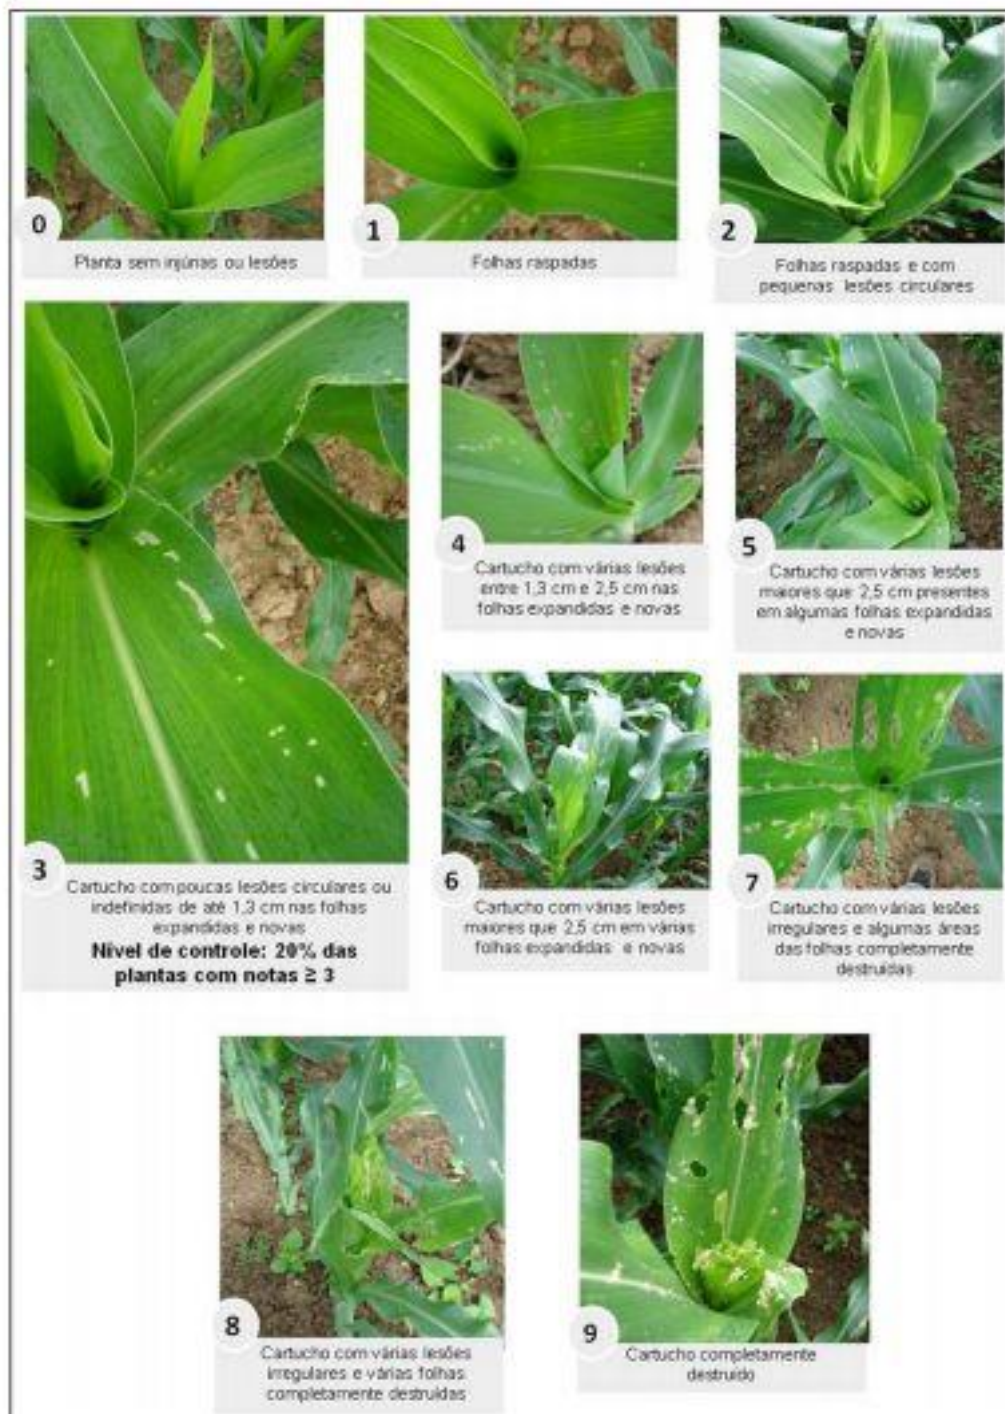 0
Planta sem injúrias ou lesões
1
Folhas raspadas
2
Folhas raspadas e com
pequenas lesões circulares
3
Cartucho com poucas lesões circulares ou
indefinidas de até 1,3 cm nas folhas
expandidas e novas
Nível de controle: 20% das
plantas com notas ≥ 3
4
Cartucho com várias lesões
entre 1,3 cm e 2,5 cm nas
folhas expandidas e novas
5
Cartucho com várias lesões
maiores que 2,5 cm presentes
em algumas folhas expandidas
e novas
6
Cartucho com várias lesões
maiores que 2,5 cm em várias
folhas expandidas e novas
7
Cartucho com várias lesões
irregulares e algumas áreas
das folhas completamente
destruídas
8
Cartucho com várias lesões
irregulares e várias folhas
completamente destruídas
9
Cartucho completamente
destruído